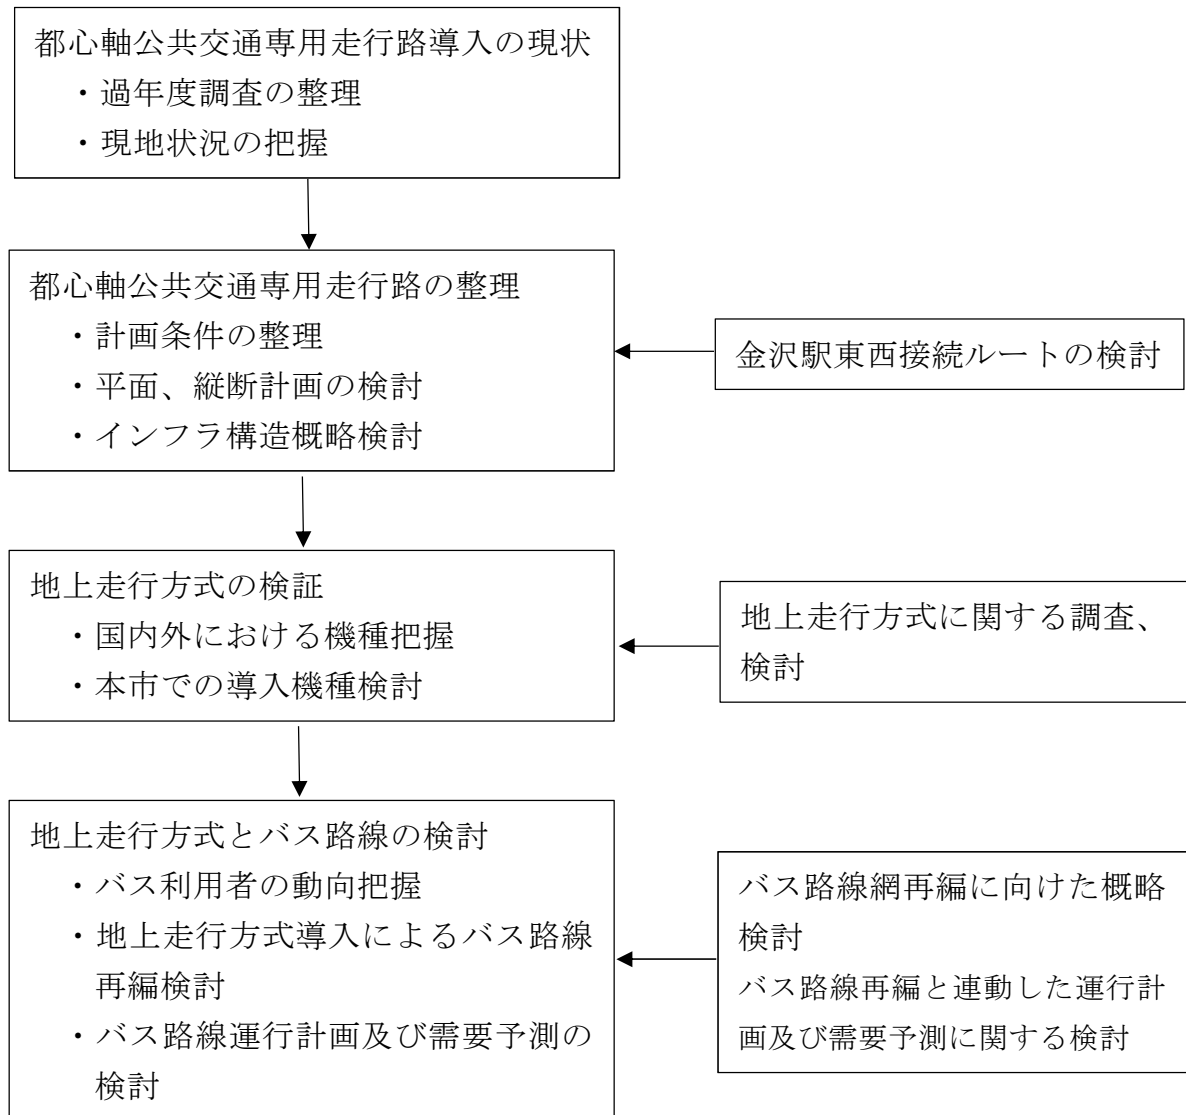 都心軸公共交通専用走行路導入の現状
・過年度調査の整理
・現地状況の把握
都心軸公共交通専用走行路の整理
・計画条件の整理
・平面、縦断計画の検討
・インフラ構造概略検討
金沢駅東西接続ルートの検討
地上走行方式の検証
・国内外における機種把握
・本市での導入機種検討
地上走行方式に関する調査、
検討
地上走行方式とバス路線の検討
・バス利用者の動向把握
・地上走行方式導入によるバス路線
再編検討
・バス路線運行計画及び需要予測の
検討
バス路線網再編に向けた概略
検討
バス路線再編と連動した運行計
画及び需要予測に関する検討